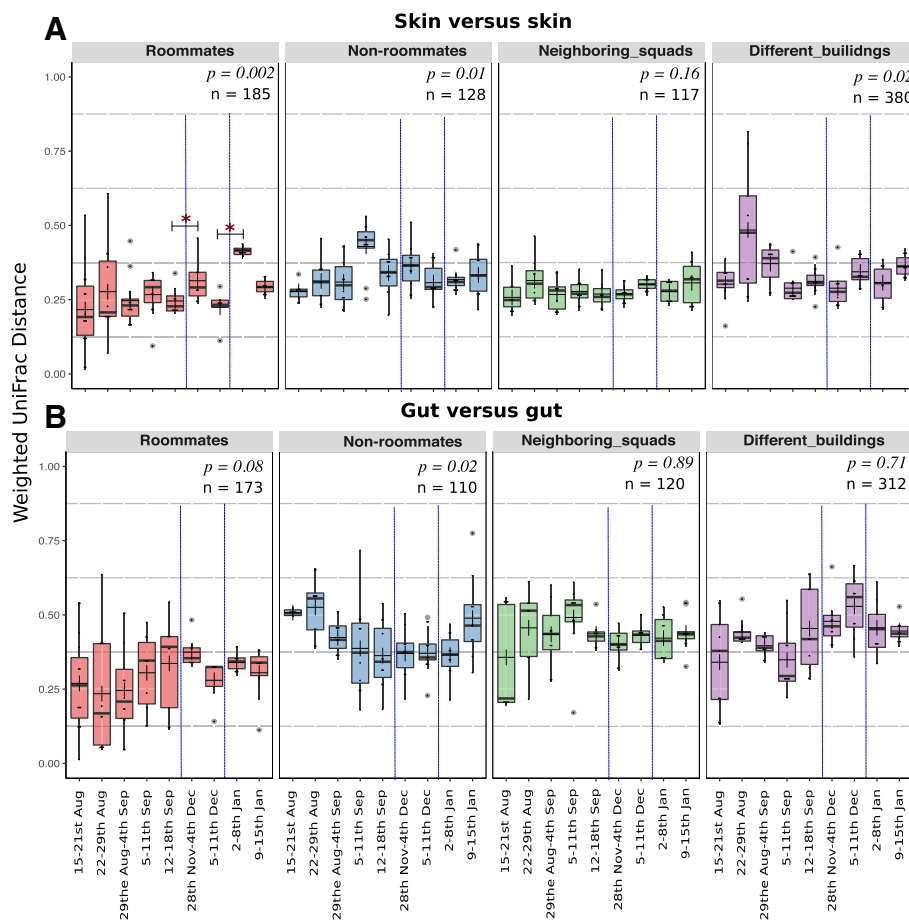 A
Skin versus skin
Roommates
Non-roommates
Neighboring_squads
Different_builidngs
p = 0.002
n = 185
p = 0.01
n = 128
p = 0.16
n = 117
p = 0.02
n = 380
1.00
0.75
0.50
0.25
0.00
*
*
Weighted UniFrac Distance
B
Gut versus gut
Roommates
Non-roommates
Neighboring_squads
Different_buildings
p = 0.08
n = 173
p = 0.02
n = 110
p = 0.89
n = 120
p = 0.71
n = 312
1.00
0.75
0.50
0.25
0.00
15-21st Aug
22-29th Aug
29the Aug-4th Sep
5-11th Sep
12-18th Sep
28th Nov-4th Dec
5-11th Dec
2-8th Jan
9-15th Jan
15-21st Aug
22-29th Aug
29the Aug-4th Sep
5-11th Sep
12-18th Sep
28th Nov-4th Dec
5-11th Dec
2-8th Jan
9-15th Jan
15-21st Aug
22-29th Aug
29the Aug-4th Sep
5-11th Sep
12-18th Sep
28th Nov-4th Dec
5-11th Dec
2-8th Jan
9-15th Jan
15-21st Aug
22-29th Aug
29the Aug-4th Sep
5-11th Sep
12-18th Sep
28th Nov-4th Dec
5-11th Dec
2-8th Jan
9-15th Jan